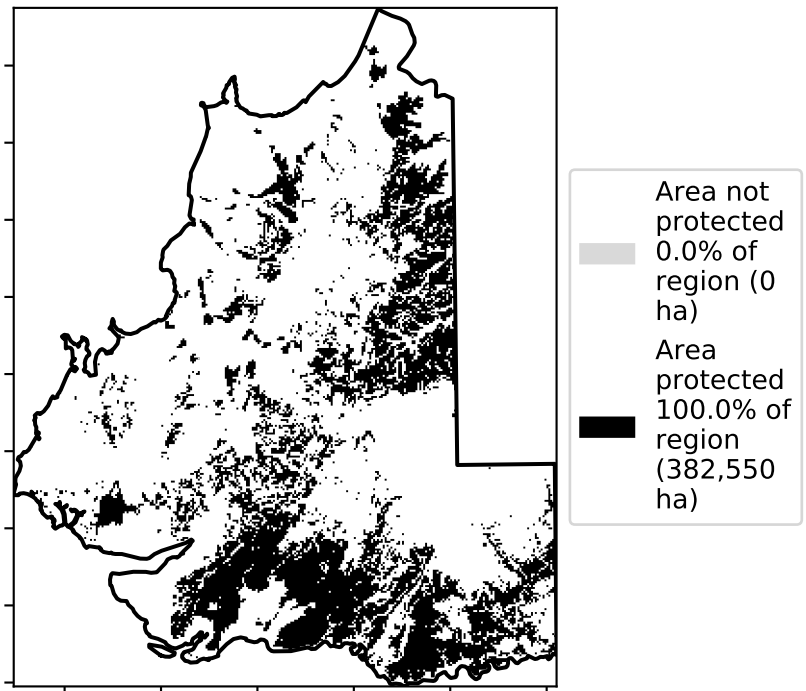 Area not
protected
0.0% of
region (0
ha)
Area
protected
100.0% of
region
(382,550
ha)